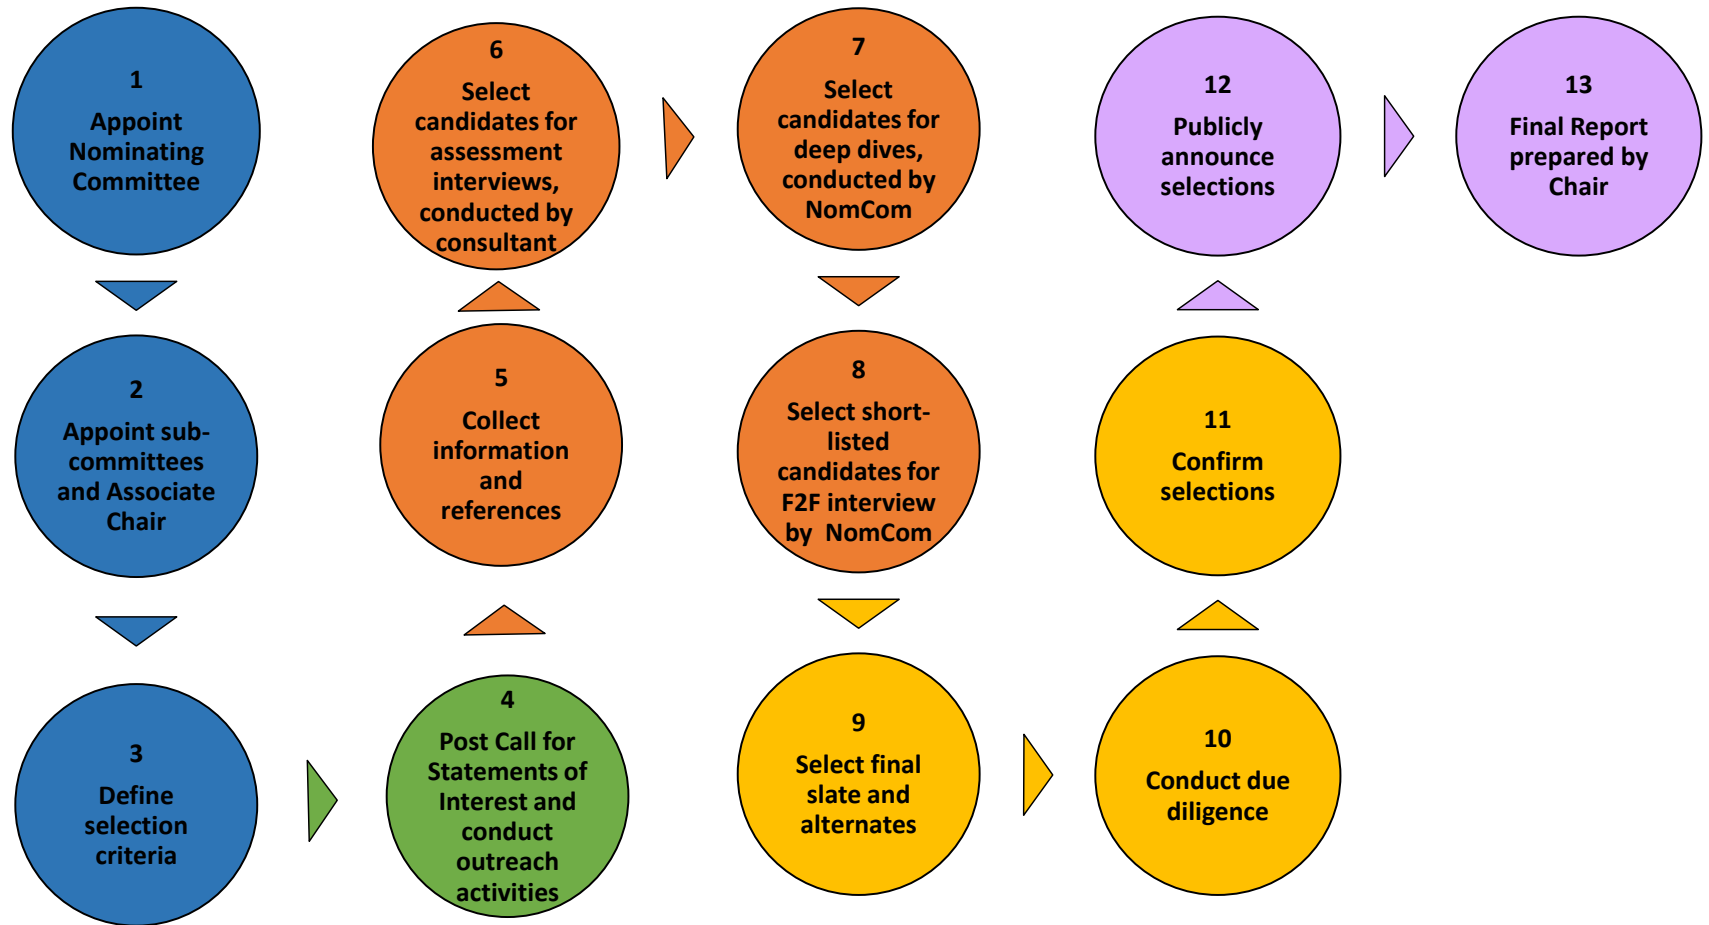 1
Appoint
Nominating
Committee
2
Appoint sub-
committees
and Associate
Chair
3
Define
selection
criteria
4
Post Call for
Statements of
Interest and
conduct
outreach
activities
5
Collect
information
and
references
6
Select
candidates for
assessment
interviews,
conducted by
consultant
7
Select
candidates for
deep dives,
conducted by
NomCom
8
Select short-
listed
candidates for
F2F interview
by NomCom
9
Select final
slate and
alternates
10
Conduct due
diligence
11
Confirm
selections
12
Publicly
announce
selections
13
Final Report
prepared by
Chair